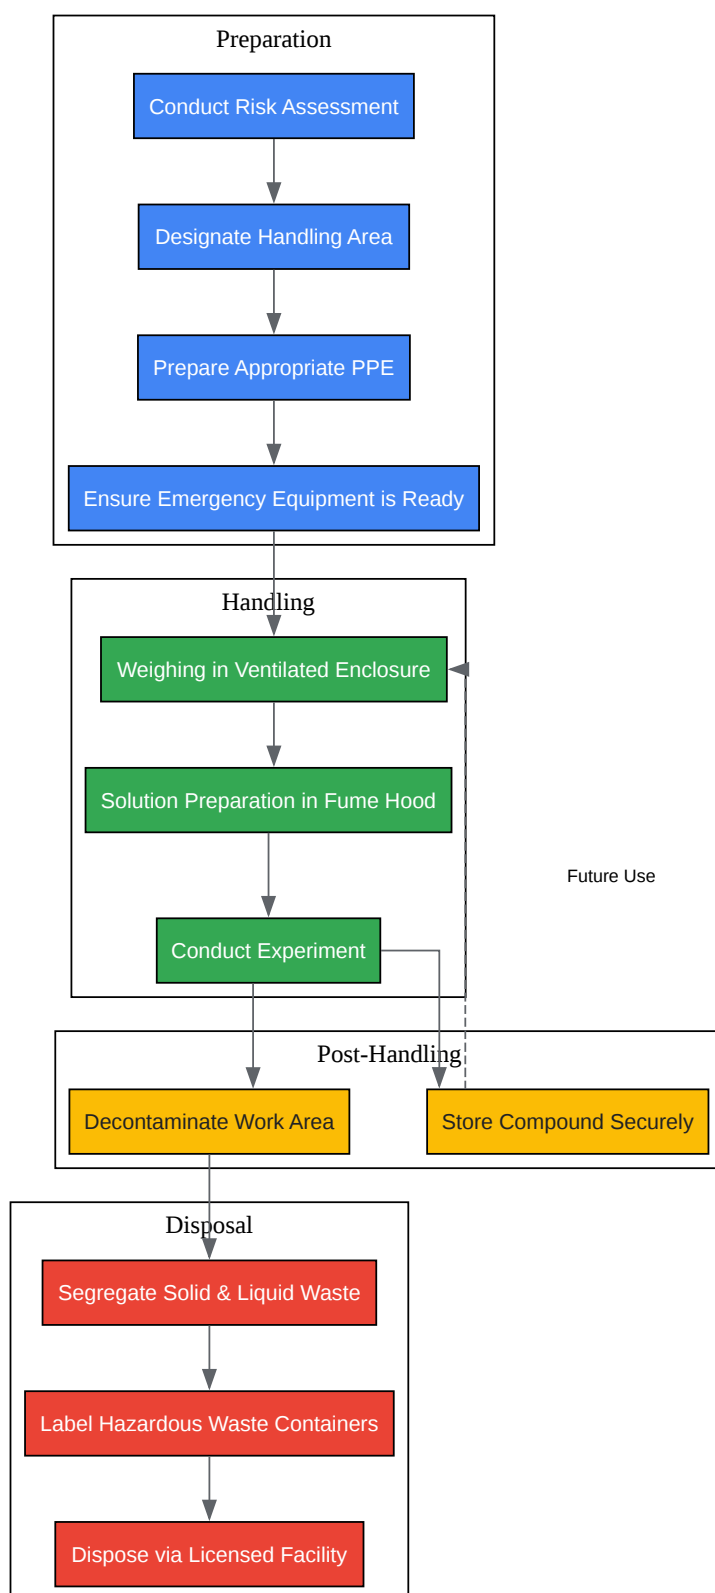 Preparation
Conduct Risk Assessment
Designate Handling Area
Prepare Appropriate PPE
Ensure Emergency Equipment is Ready
Handling
Weighing in Ventilated Enclosure
Solution Preparation in Fume Hood
Future Use
Conduct Experiment
Post-Handling
Decontaminate Work Area
Store Compound Securely
Disposal
Segregate Solid & Liquid Waste
Label Hazardous Waste Containers
Dispose via Licensed Facility